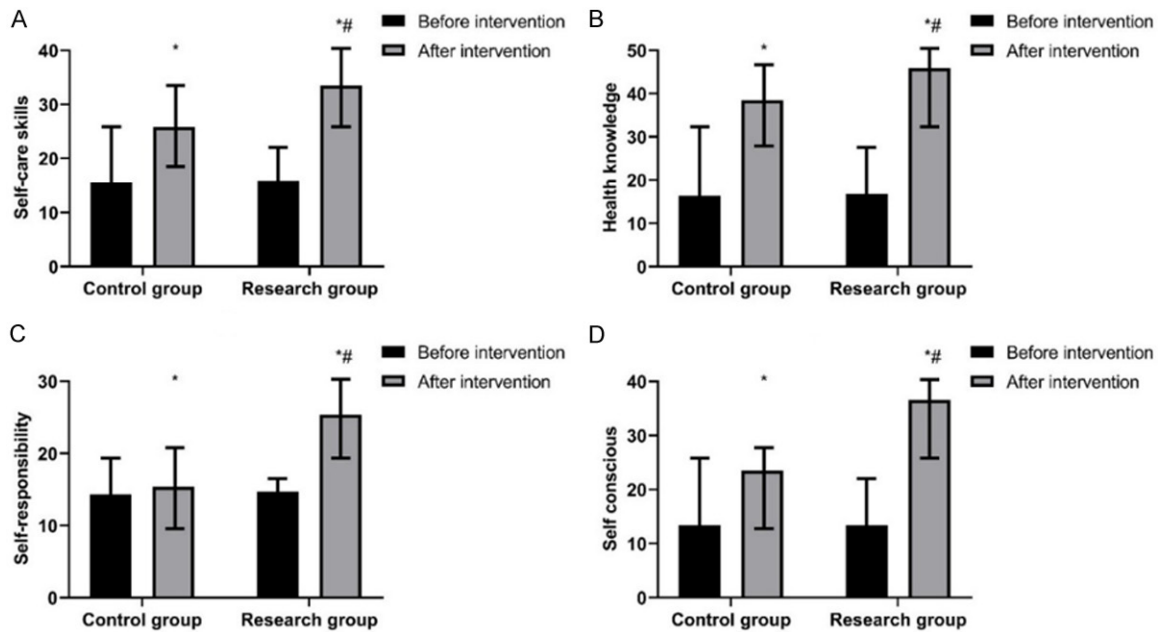 A
Before intervention
After intervention
*
*#
Self-care skills
40
30
20
10
0
Control group
Research group
B
Before intervention
After intervention
*
*#
Health knowledge
50
40
30
20
10
0
Control group
Research group
C
Before intervention
After intervention
*
*#
Self-responsibility
30
20
10
0
Control group
Research group
D
Before intervention
After intervention
*
*#
Self conscious
40
30
20
10
0
Control group
Research group